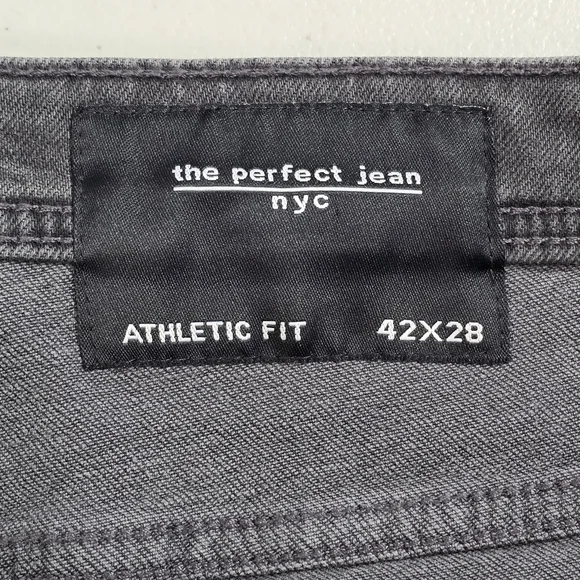 the perfect jean
nyc
ATHLETIC FIT 42X28